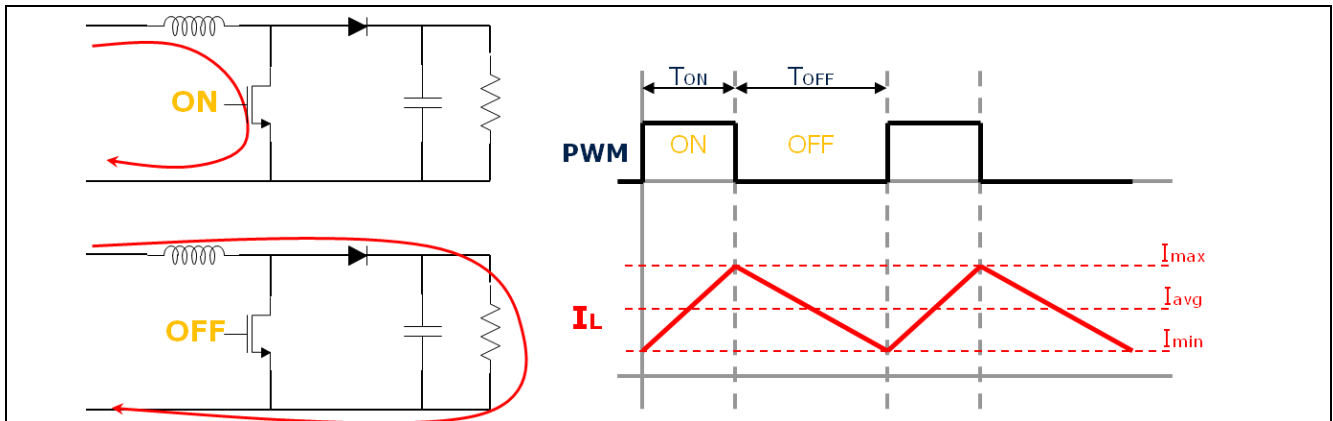 ON
OFF
TON
TOFF
PWM
ON
OFF
IL
Imax
Iavg
Imin